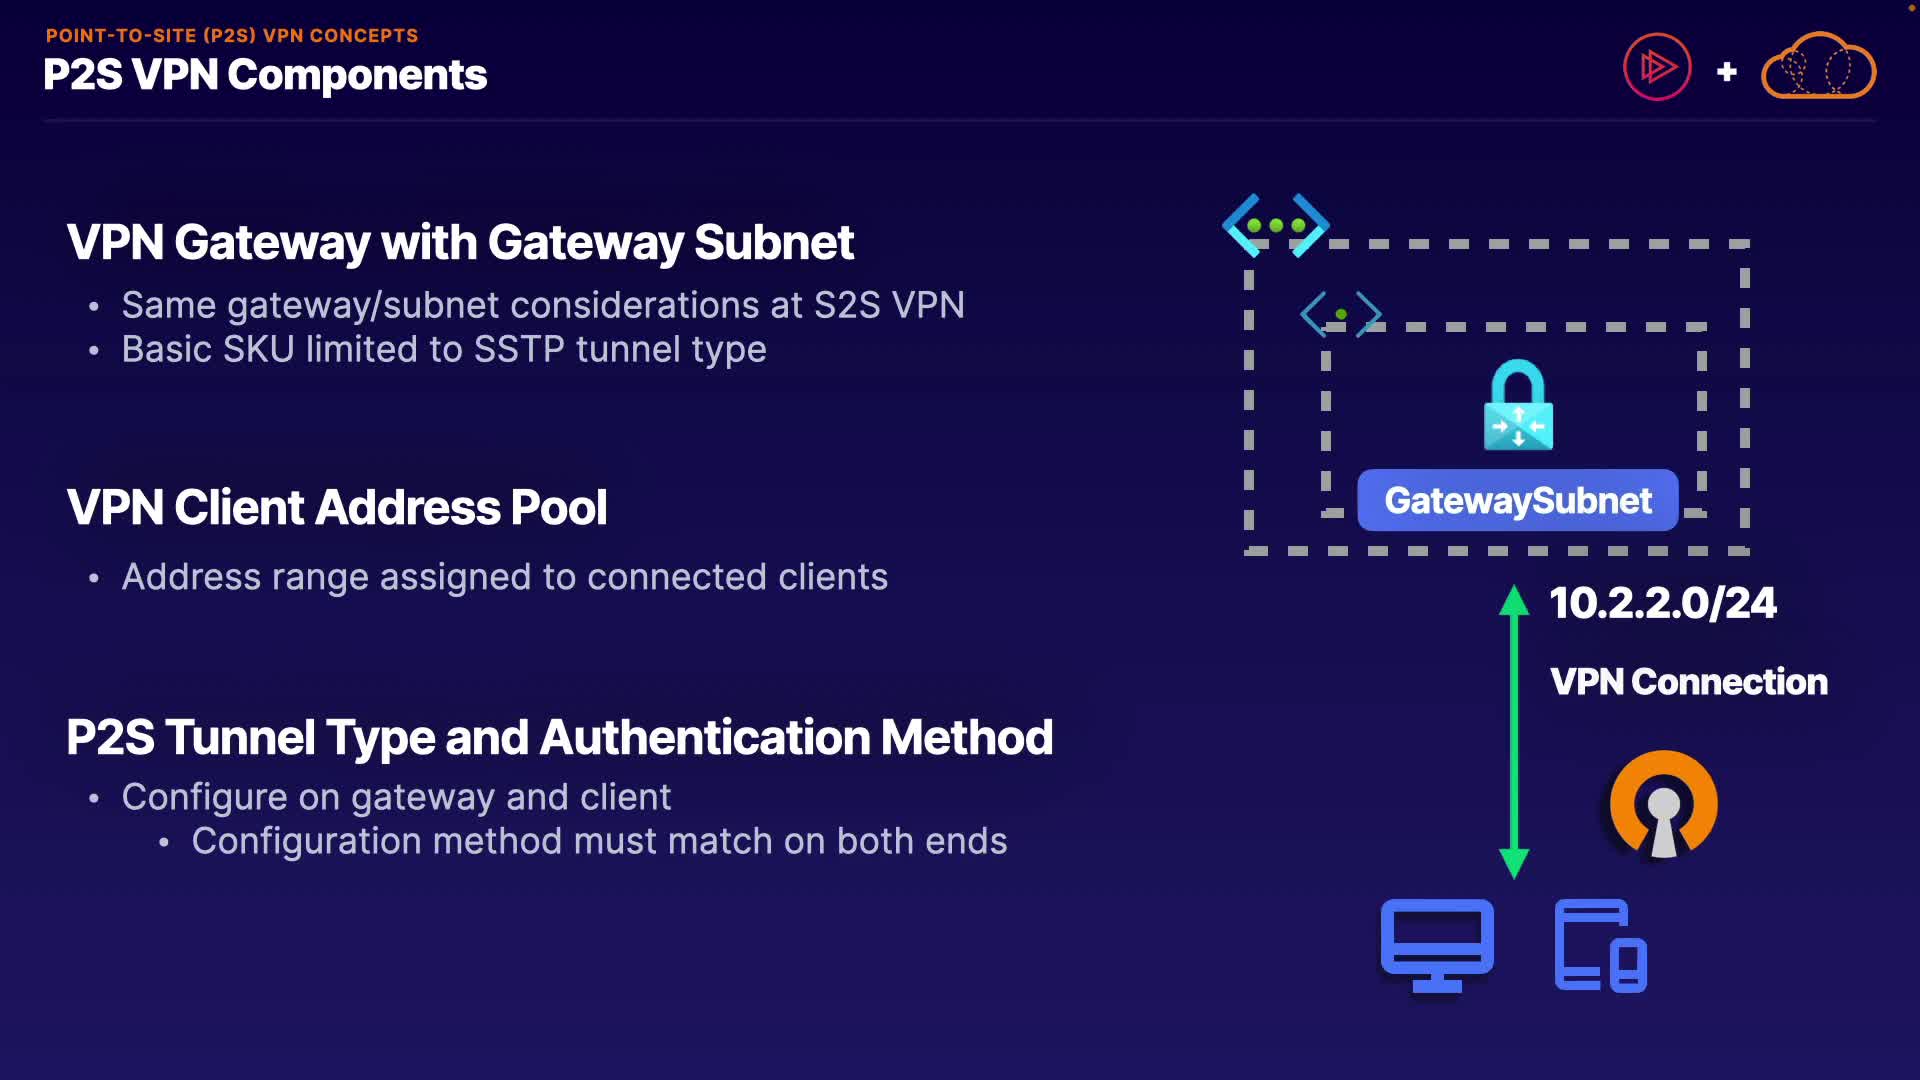 POINT-TO-SITE (P2S) VPN CONCEPTS
P2S VPN Components
+
VPN Gateway with Gateway Subnet
• Same gateway/subnet considerations at S2S VPN
• Basic SKU limited to SSTP tunnel type
VPN Client Address Pool
• Address range assigned to connected clients
P2S Tunnel Type and Authentication Method
• Configure on gateway and client
• Configuration method must match on both ends
GatewaySubnet
10.2.2.0/24
VPN Connection